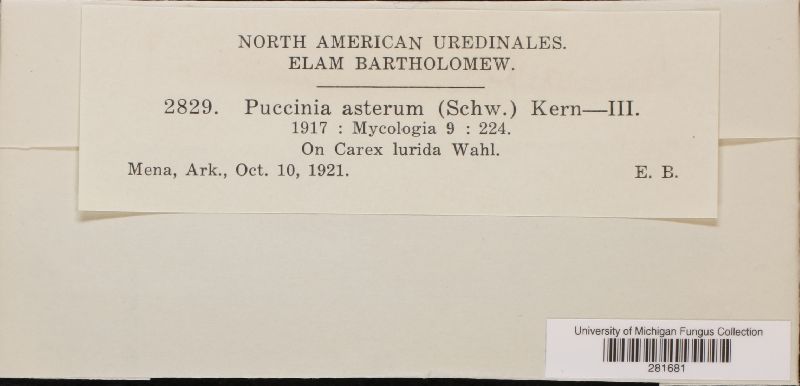 NORTH AMERICAN UREDINALES.
ELAM BARTHOLOMEW.
2829. Puccinia asterum (Schw.) Kern—III.
1917 : Mycologia 9 : 224.
On Carex lurida Wahl.
Mena, Ark., Oct. 10, 1921. E. B.
University of Michigan Fungus Collection
281681